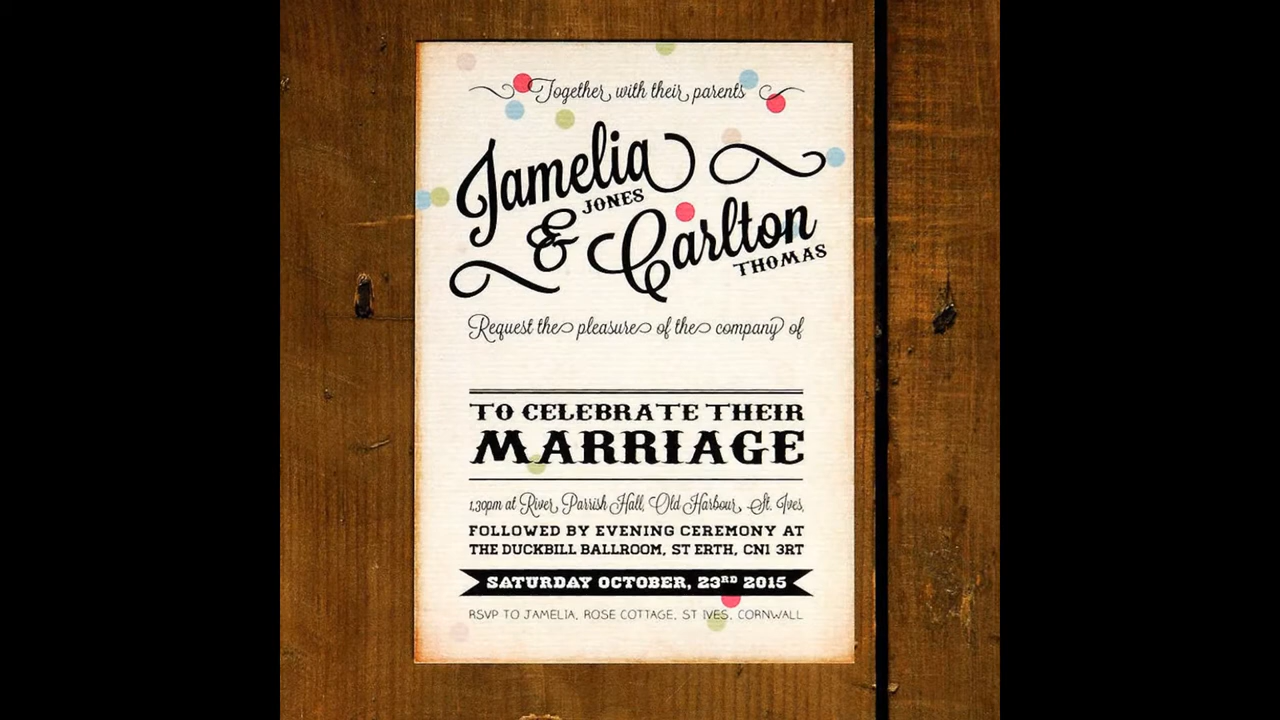 Together with their parents
Jamelia
JONES
& Carlton
THOMAS
Request the pleasure of the company of
TO CELEBRATE THEIR
MARRIAGE
1.30pm at River Parrish Hall, Old Harbour, St. Ives,
FOLLOWED BY EVENING CEREMONY AT
THE DUCKBILL BALLROOM, ST ERTH, CN1 3RT
SATURDAY OCTOBER, 23RD 2015
RSVP TO JAMELIA, ROSE COTTAGE, ST IVES, CORNWALL